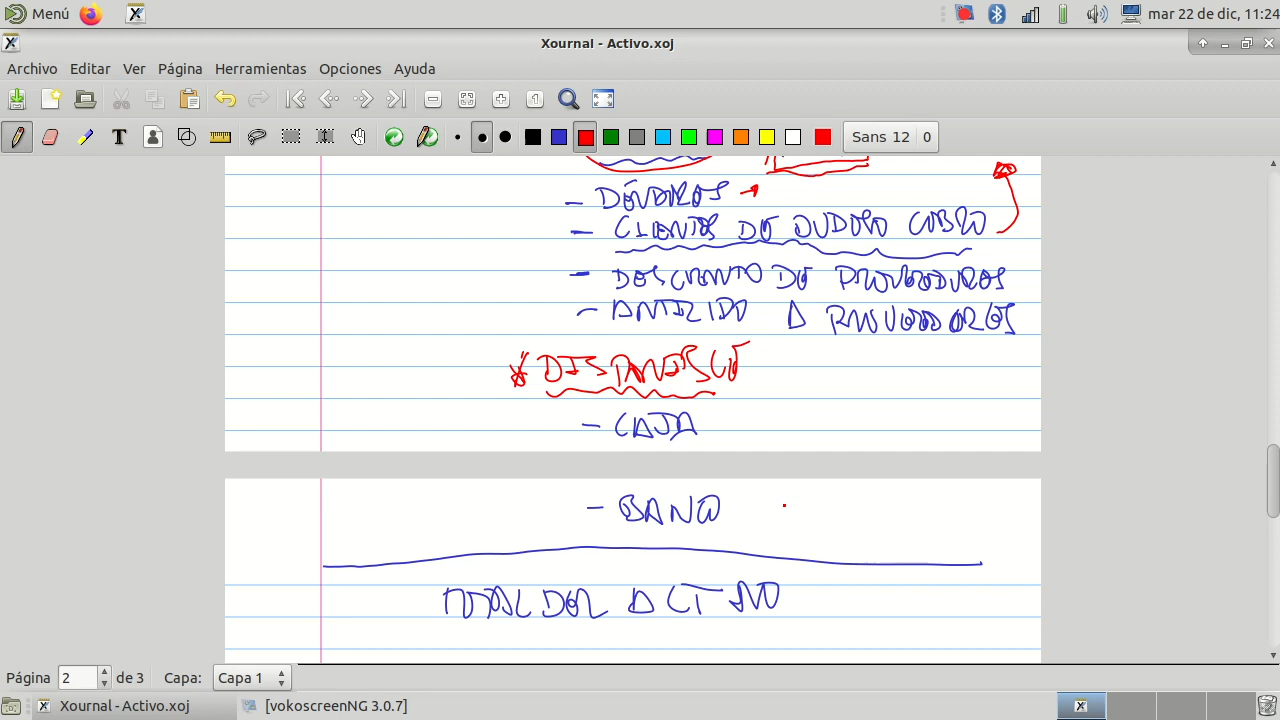 Menú mar 22 de dic, 11:24
Xournal - Activo.xoj
Archivo Editar Ver Página Herramientas Opciones Ayuda
Sans 12 0
- DEUDORES
- CLIENTES DE DUDOSO COBRO
- DESCUENTO DE PROVEEDORES
- ANTICIPO A PROVEEDORES
* DISPONIBLE
- CAJA
- BANCO
TOTAL DEL ACTIVO
Página 2 de 3 Capa: Capa 1
Xournal - Activo.xoj [vokoscreenNG 3.0.7]